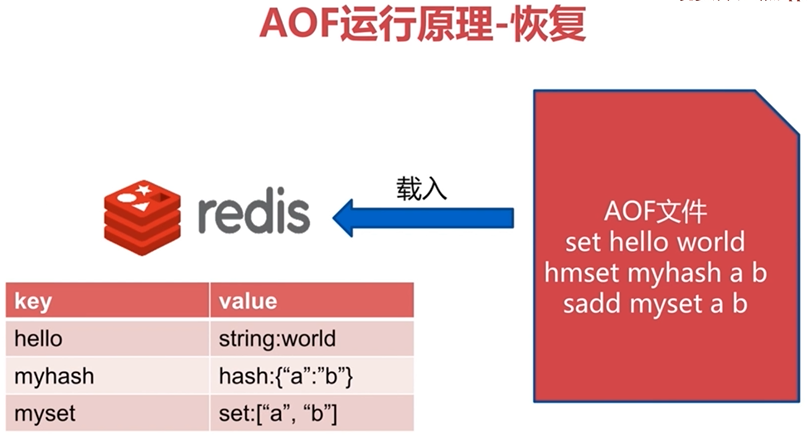 AOF运行原理-恢复
载入
redis
AOF文件
set hello world
hmset myhash a b
sadd myset a b
key value
hello string:world
myhash hash:{“a”:”b”}
myset set:[“a”, “b”]